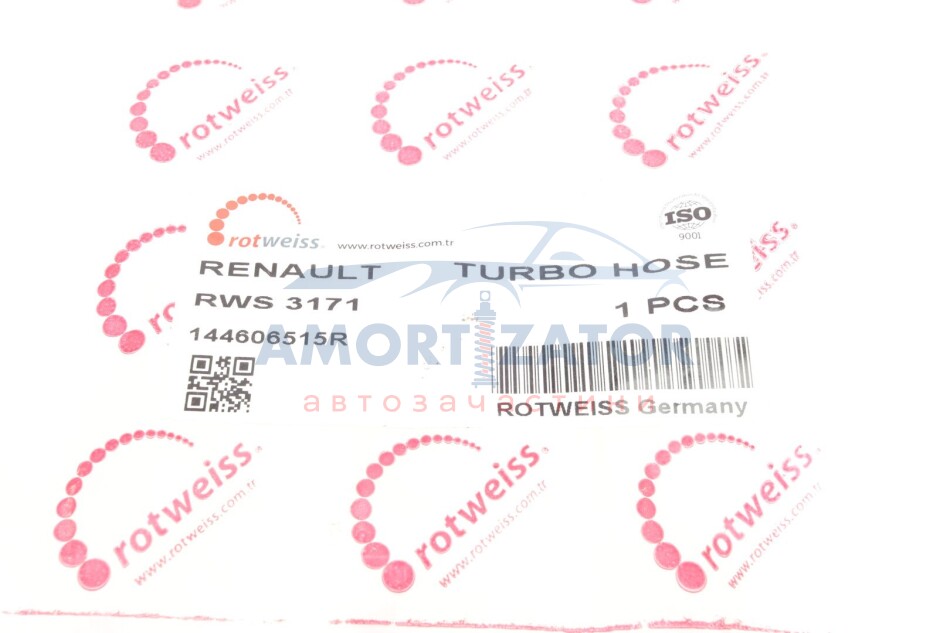 rotweiss
www.rotweiss.com.tr
rotweiss
www.rotweiss.com.tr
rotweiss
www.rotweiss.com.tr
rotweiss
www.rotweiss.com.tr
ISO
9001
RENAULT TURBO HOSE
RWS 3171 1 PCS
144606515R
AMORTIZATOR
автозачастини
ROTWEISS Germany
rotweiss
www.rotweiss.com.tr
rotweiss
www.rotweiss.com.tr
rotweiss
www.rotweiss.com.tr